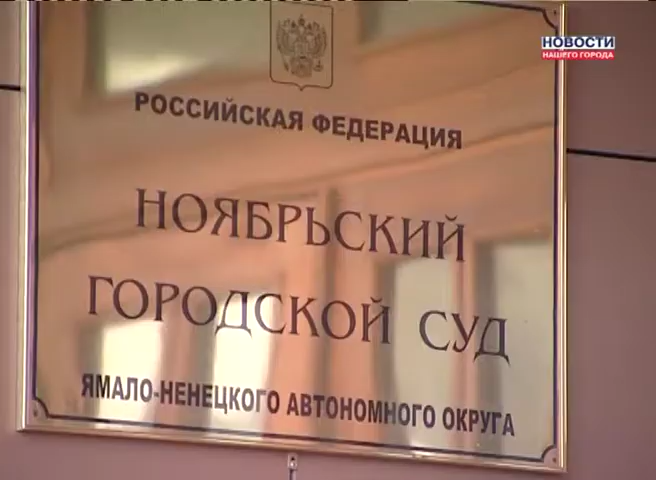 НОВОСТИ
НАШЕГО ГОРОДА
РОССИЙСКАЯ ФЕДЕРАЦИЯ
НОЯБРЬСКИЙ
ГОРОДСКОЙ СУД
ЯМАЛО-НЕНЕЦКОГО АВТОНОМНОГО ОКРУГА